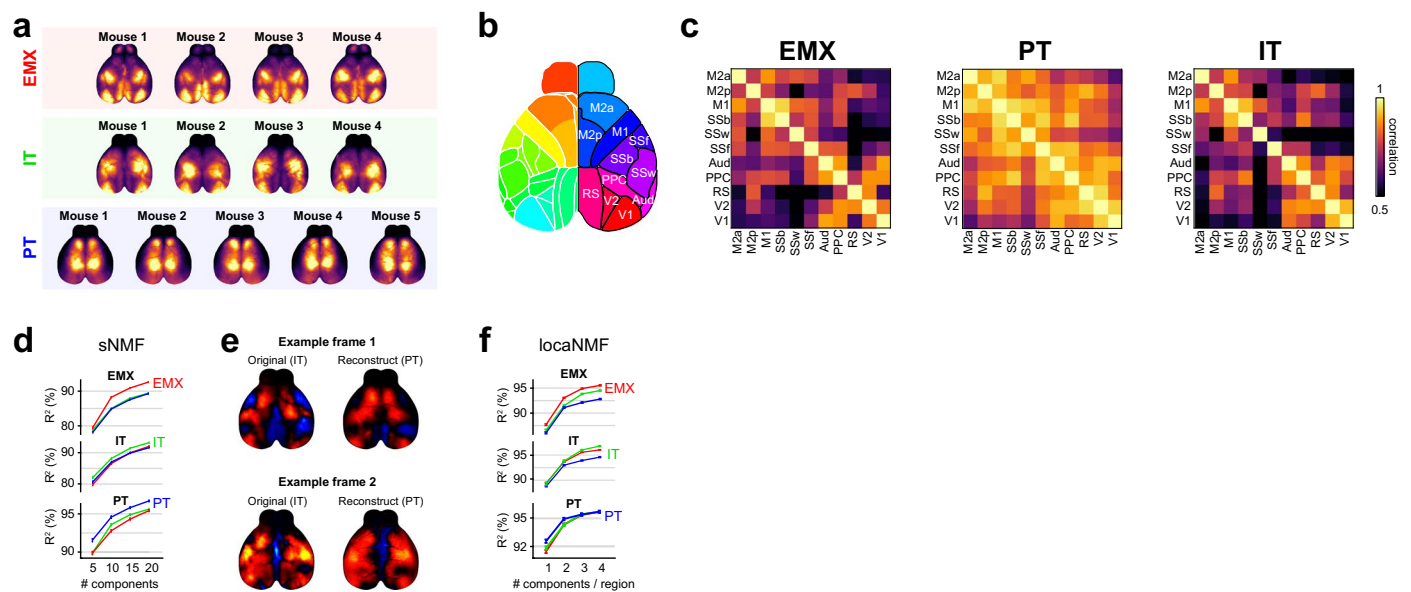 a
EMX
Mouse 1 Mouse 2 Mouse 3 Mouse 4
IT
Mouse 1 Mouse 2 Mouse 3 Mouse 4
PT
Mouse 1 Mouse 2 Mouse 3 Mouse 4 Mouse 5
b
M2a
M2p
M1
SSf
SSb
SSw
PPC
RS
V2
Aud
V1
c
EMX
M2a
M2p
M1
SSb
SSw
SSf
Aud
PPC
RS
V2
V1
M2a M2p M1 SSb SSw SSf Aud PPC RS V2 V1
PT
M2a
M2p
M1
SSb
SSw
SSf
Aud
PPC
RS
V2
V1
M2a M2p M1 SSb SSw SSf Aud PPC RS V2 V1
IT
M2a
M2p
M1
SSb
SSw
SSf
Aud
PPC
RS
V2
V1
M2a M2p M1 SSb SSw SSf Aud PPC RS V2 V1
1
correlation
0.5
d
sNMF
EMX
EMX
R² (%)
90
80
IT
IT
R² (%)
90
80
PT
PT
R² (%)
95
90
5 10 15 20
# components
e
Example frame 1
Original (IT) Reconstruct (PT)
Example frame 2
Original (IT) Reconstruct (PT)
f
locaNMF
EMX
EMX
R² (%)
95
90
IT
IT
R² (%)
95
90
PT
PT
R² (%)
95
92
1 2 3 4
# components / region